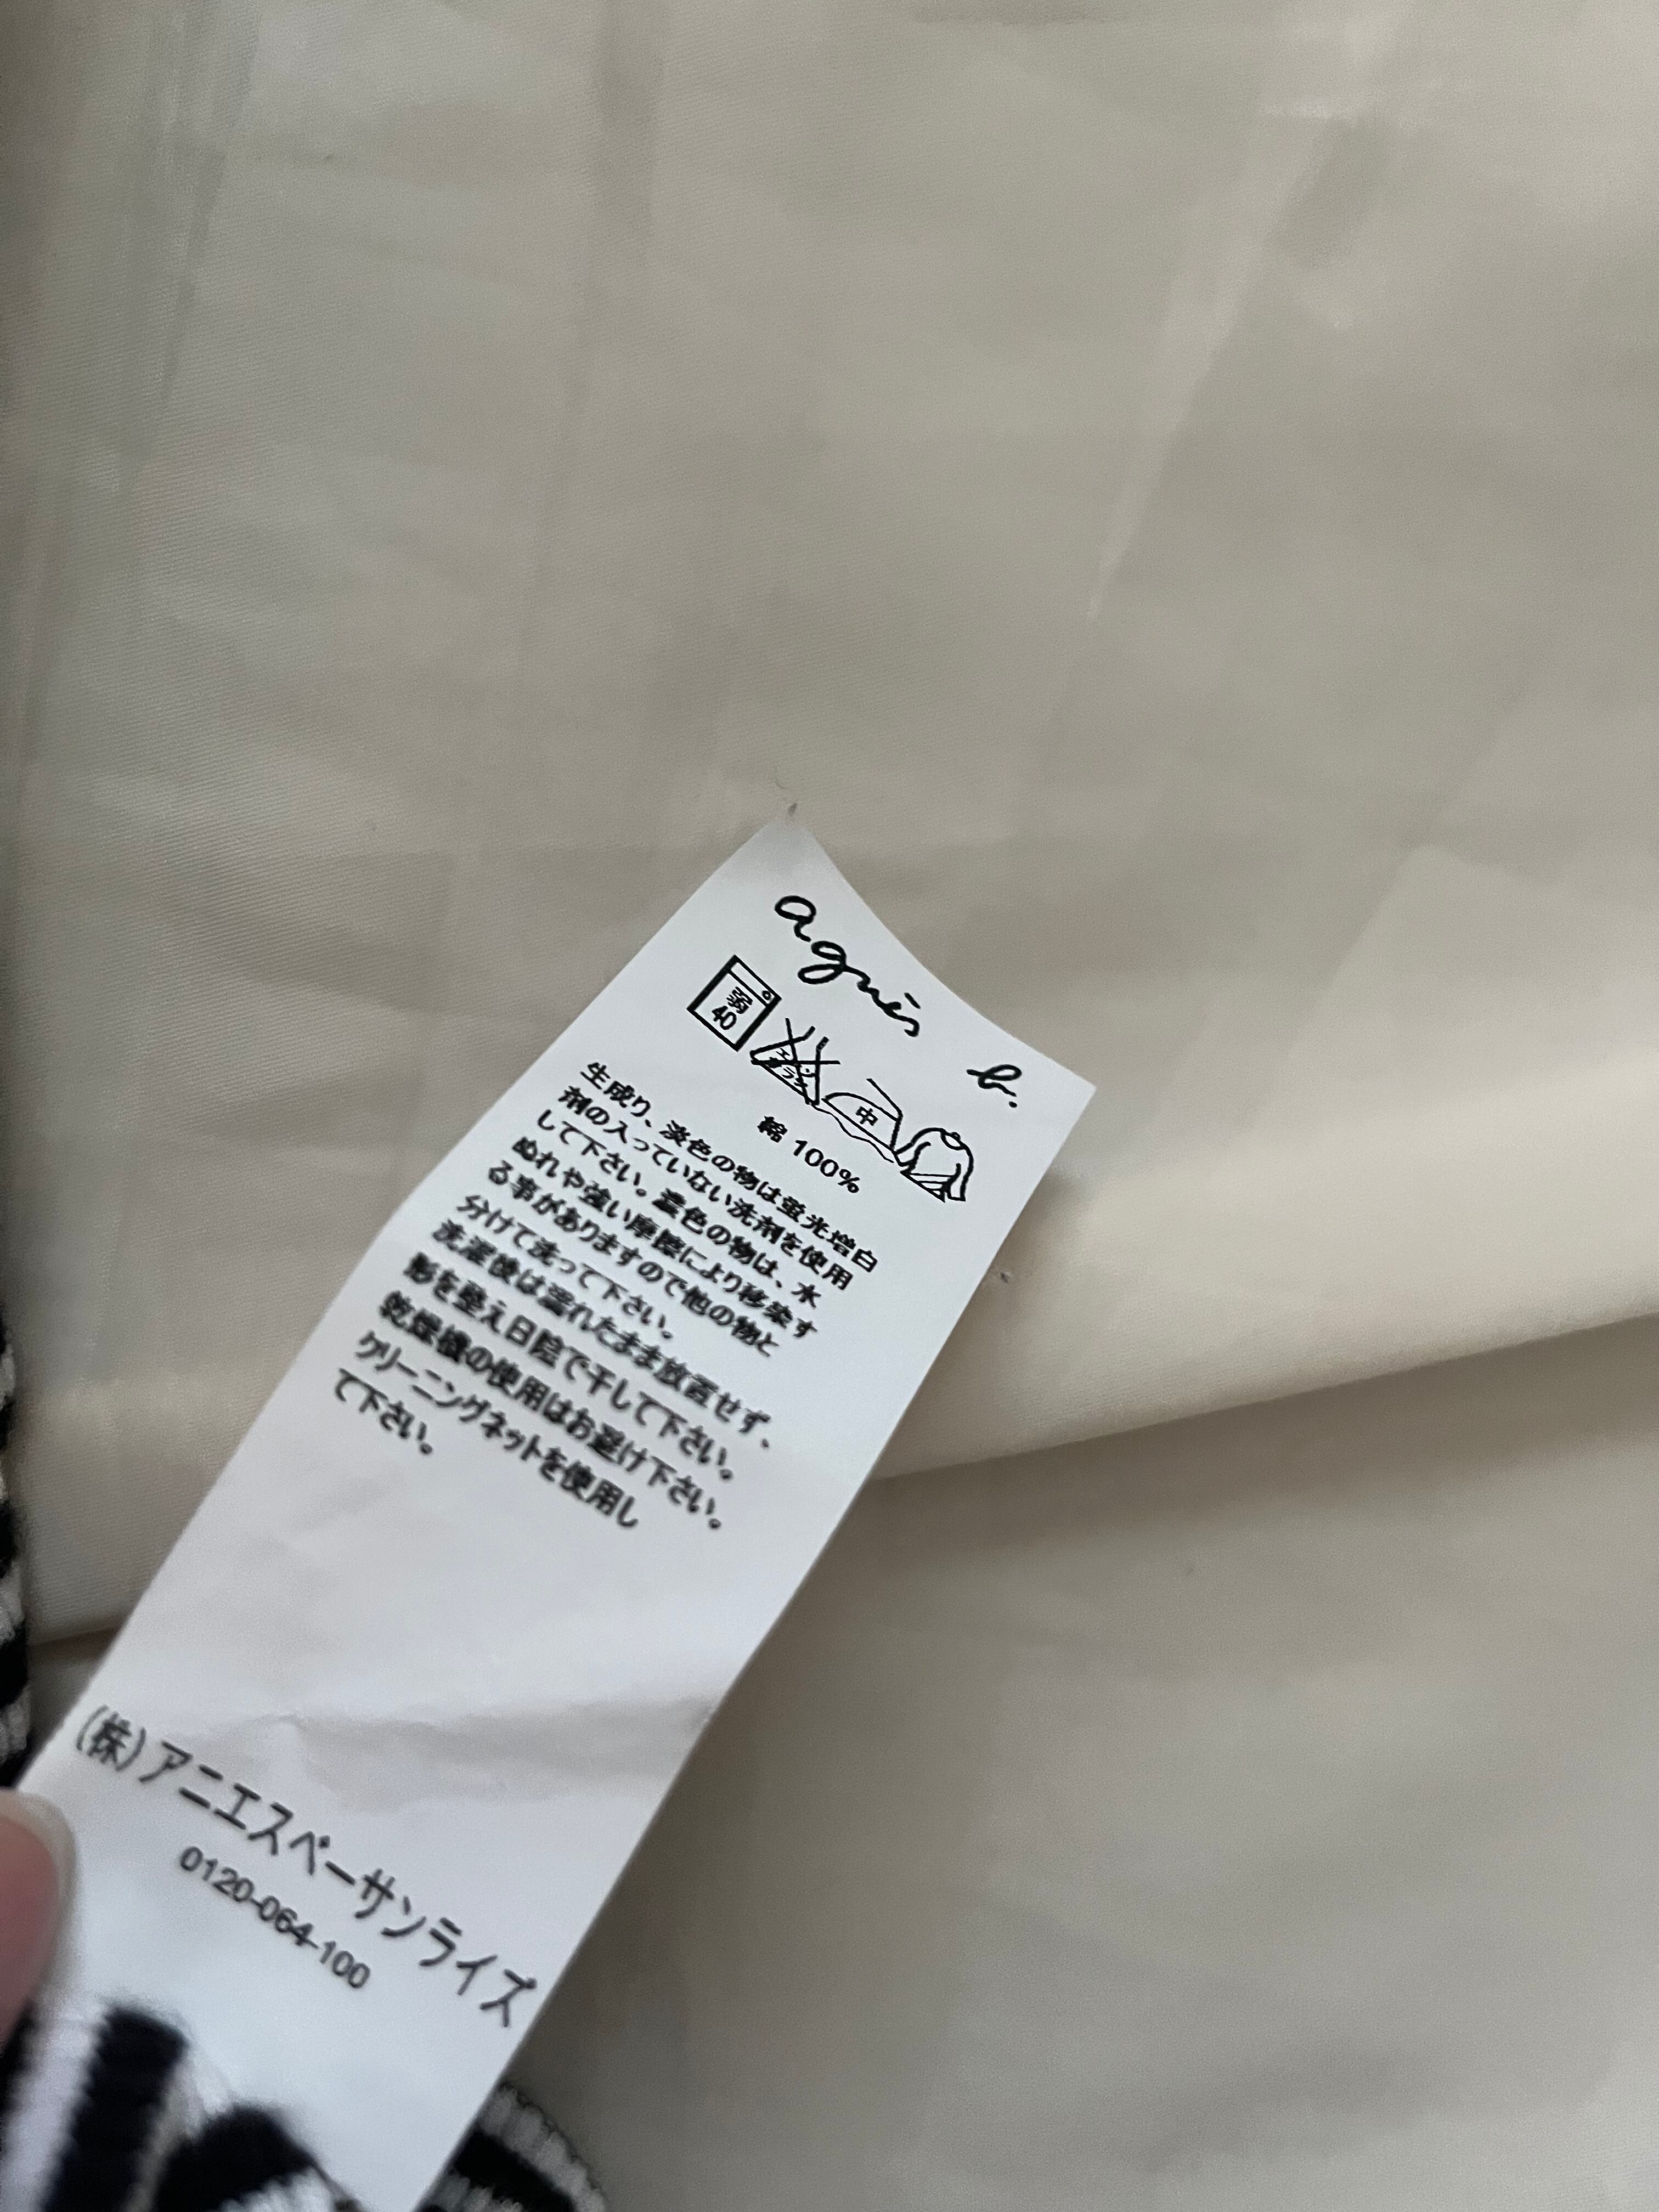 agnès b.
弱
40
エンソ
サラシ
中
綿 100%
生成り、淡色の物は蛍光増白
剤の入っていない洗剤を使用
して下さい。濃色の物は、水
ぬれや強い摩擦により移染す
る事がありますので他の物と
分けて洗って下さい。
洗濯後は濡れたまま放置せず、
形を整え日陰で干して下さい。
乾燥機の使用はお避け下さい。
クリーニングネットを使用し
て下さい。
(株)アニエスベーサンライズ
0120-064-100